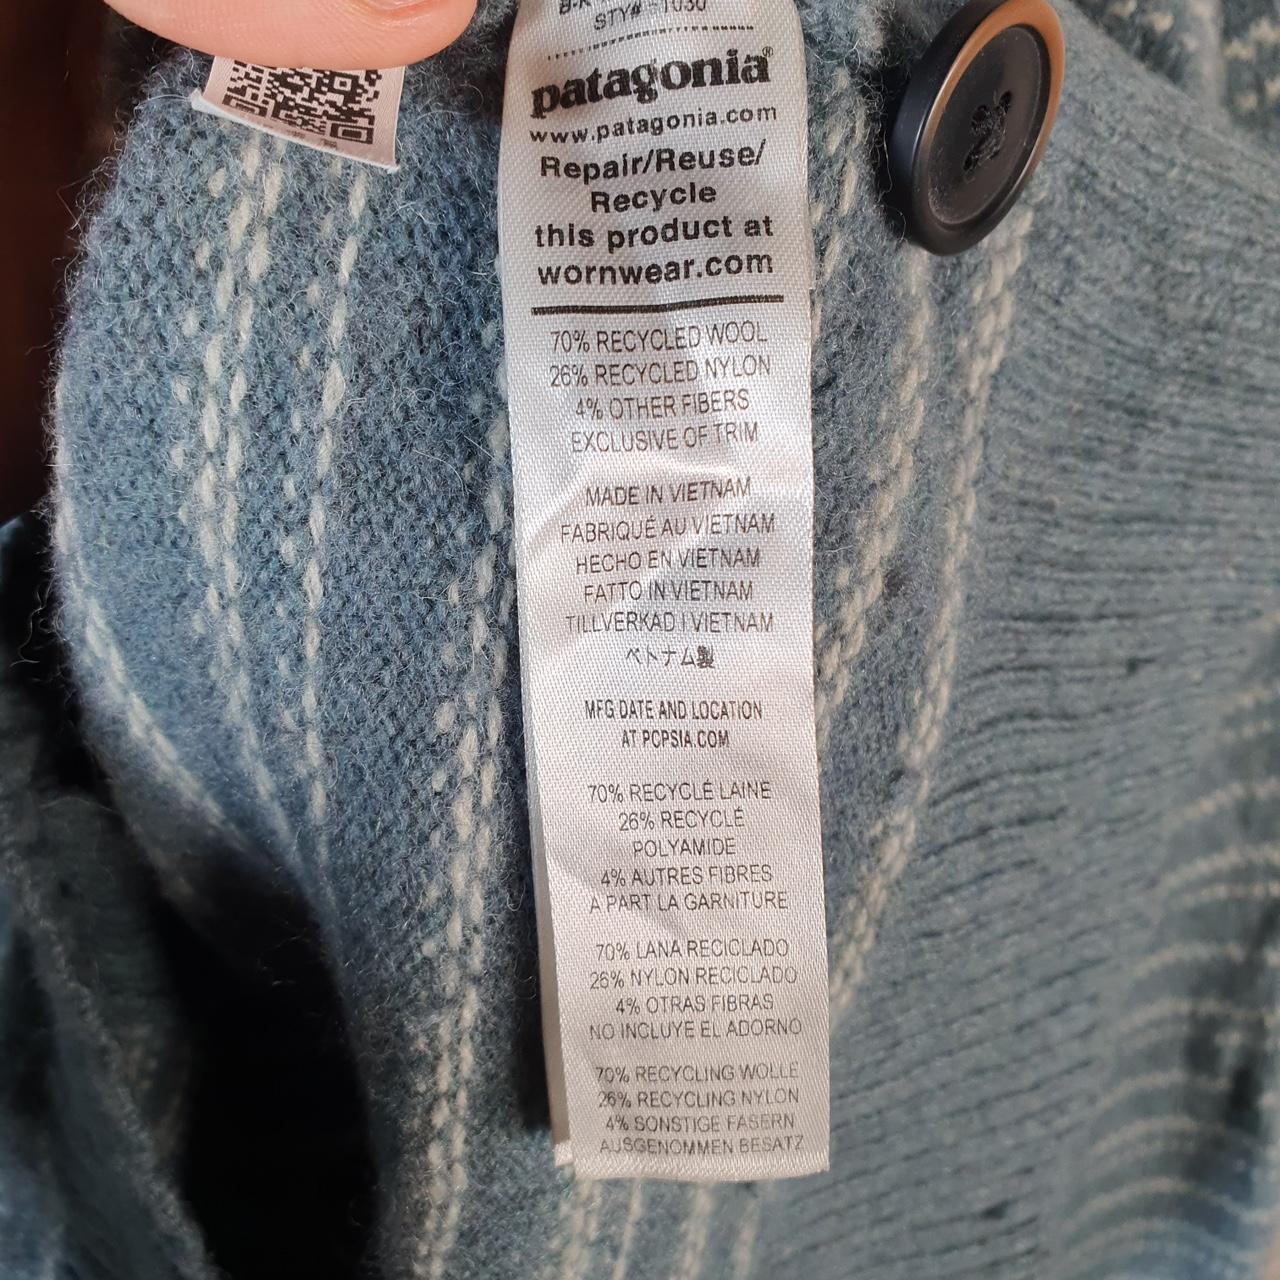 STY# -1030
patagonia®
www.patagonia.com
Repair/Reuse/
Recycle
this product at
wornwear.com
70% RECYCLED WOOL
26% RECYCLED NYLON
4% OTHER FIBERS
EXCLUSIVE OF TRIM
MADE IN VIETNAM
FABRIQUÉ AU VIETNAM
HECHO EN VIETNAM
FATTO IN VIETNAM
TILLVERKAD I VIETNAM
ベトナム製
MFG DATE AND LOCATION
AT PCPSIA.COM
70% RECYCLÉ LAINE
26% RECYCLÉ
POLYAMIDE
4% AUTRES FIBRES
A PART LA GARNITURE
70% LANA RECICLADO
26% NYLON RECICLADO
4% OTRAS FIBRAS
NO INCLUYE EL ADORNO
70% RECYCLING WOLLE
26% RECYCLING NYLON
4% SONSTIGE FASERN
AUSGENOMMEN BESATZ